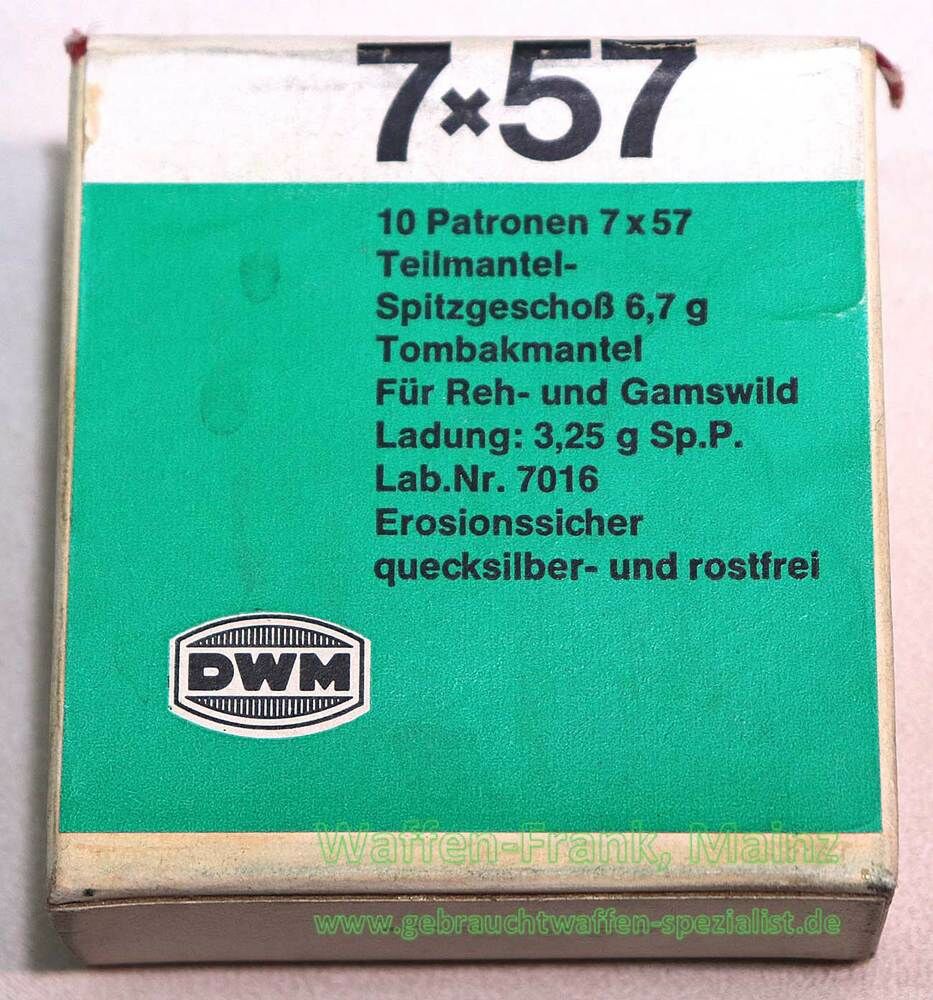 7×57
10 Patronen 7 x 57
Teilmantel-
Spitzgeschoß 6,7 g
Tombakmantel
Für Reh- und Gamswild
Ladung: 3,25 g Sp.P.
Lab.Nr. 7016
Erosionssicher
quecksilber- und rostfrei
DWM
Waffen-Frank, Mainz
www.gebrauchtwaffen-spezialist.de